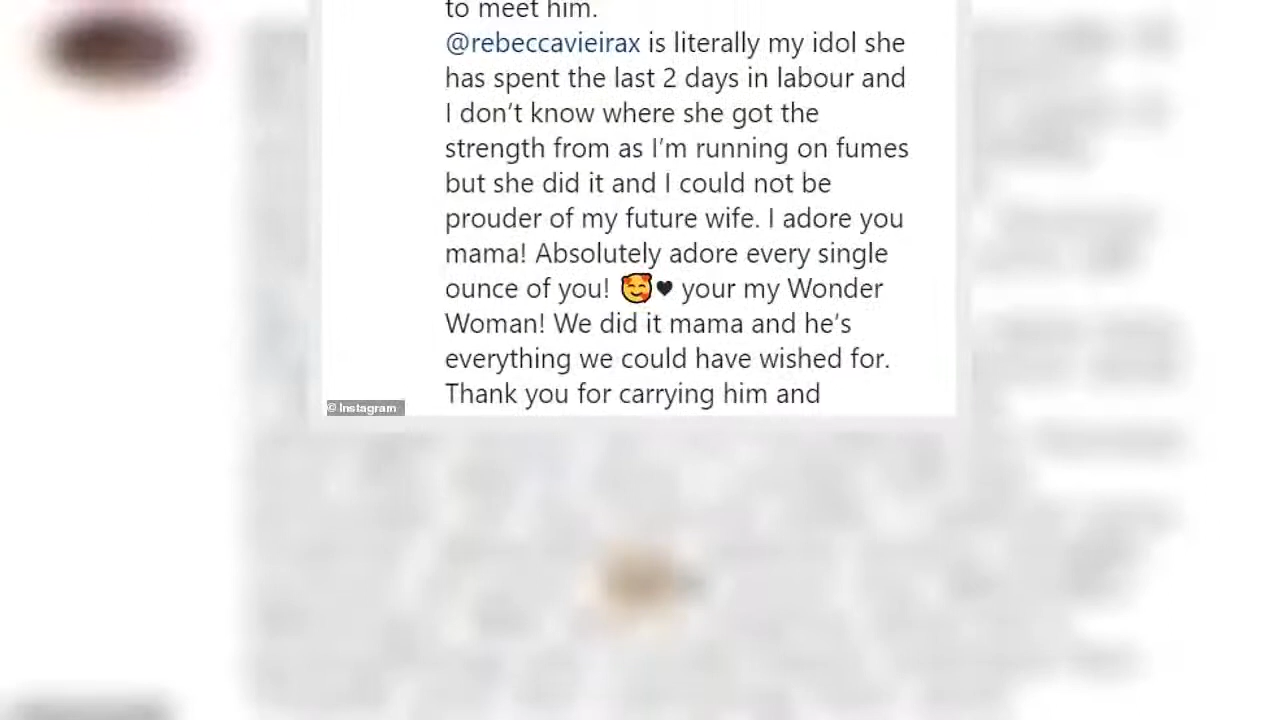 to meet him.
@rebeccavieirax is literally my idol she
has spent the last 2 days in labour and
I don’t know where she got the
strength from as I’m running on fumes
but she did it and I could not be
prouder of my future wife. I adore you
mama! Absolutely adore every single
ounce of you! 🥰🖤 your my Wonder
Woman! We did it mama and he’s
everything we could have wished for.
Thank you for carrying him and
© Instagram